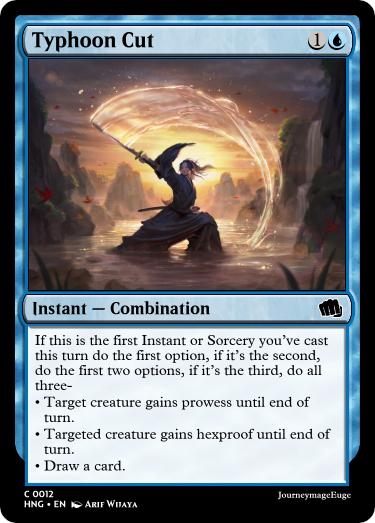 Typhoon Cut 1
Instant — Combination
If this is the first Instant or Sorcery you've cast
this turn do the first option, if it's the second,
do the first two options, if it's the third, do all
three-
• Target creature gains prowess until end of
turn.
• Targeted creature gains hexproof until end of
turn.
• Draw a card.
C 0012
HNG • EN Arif Wijaya
JourneymageEuge